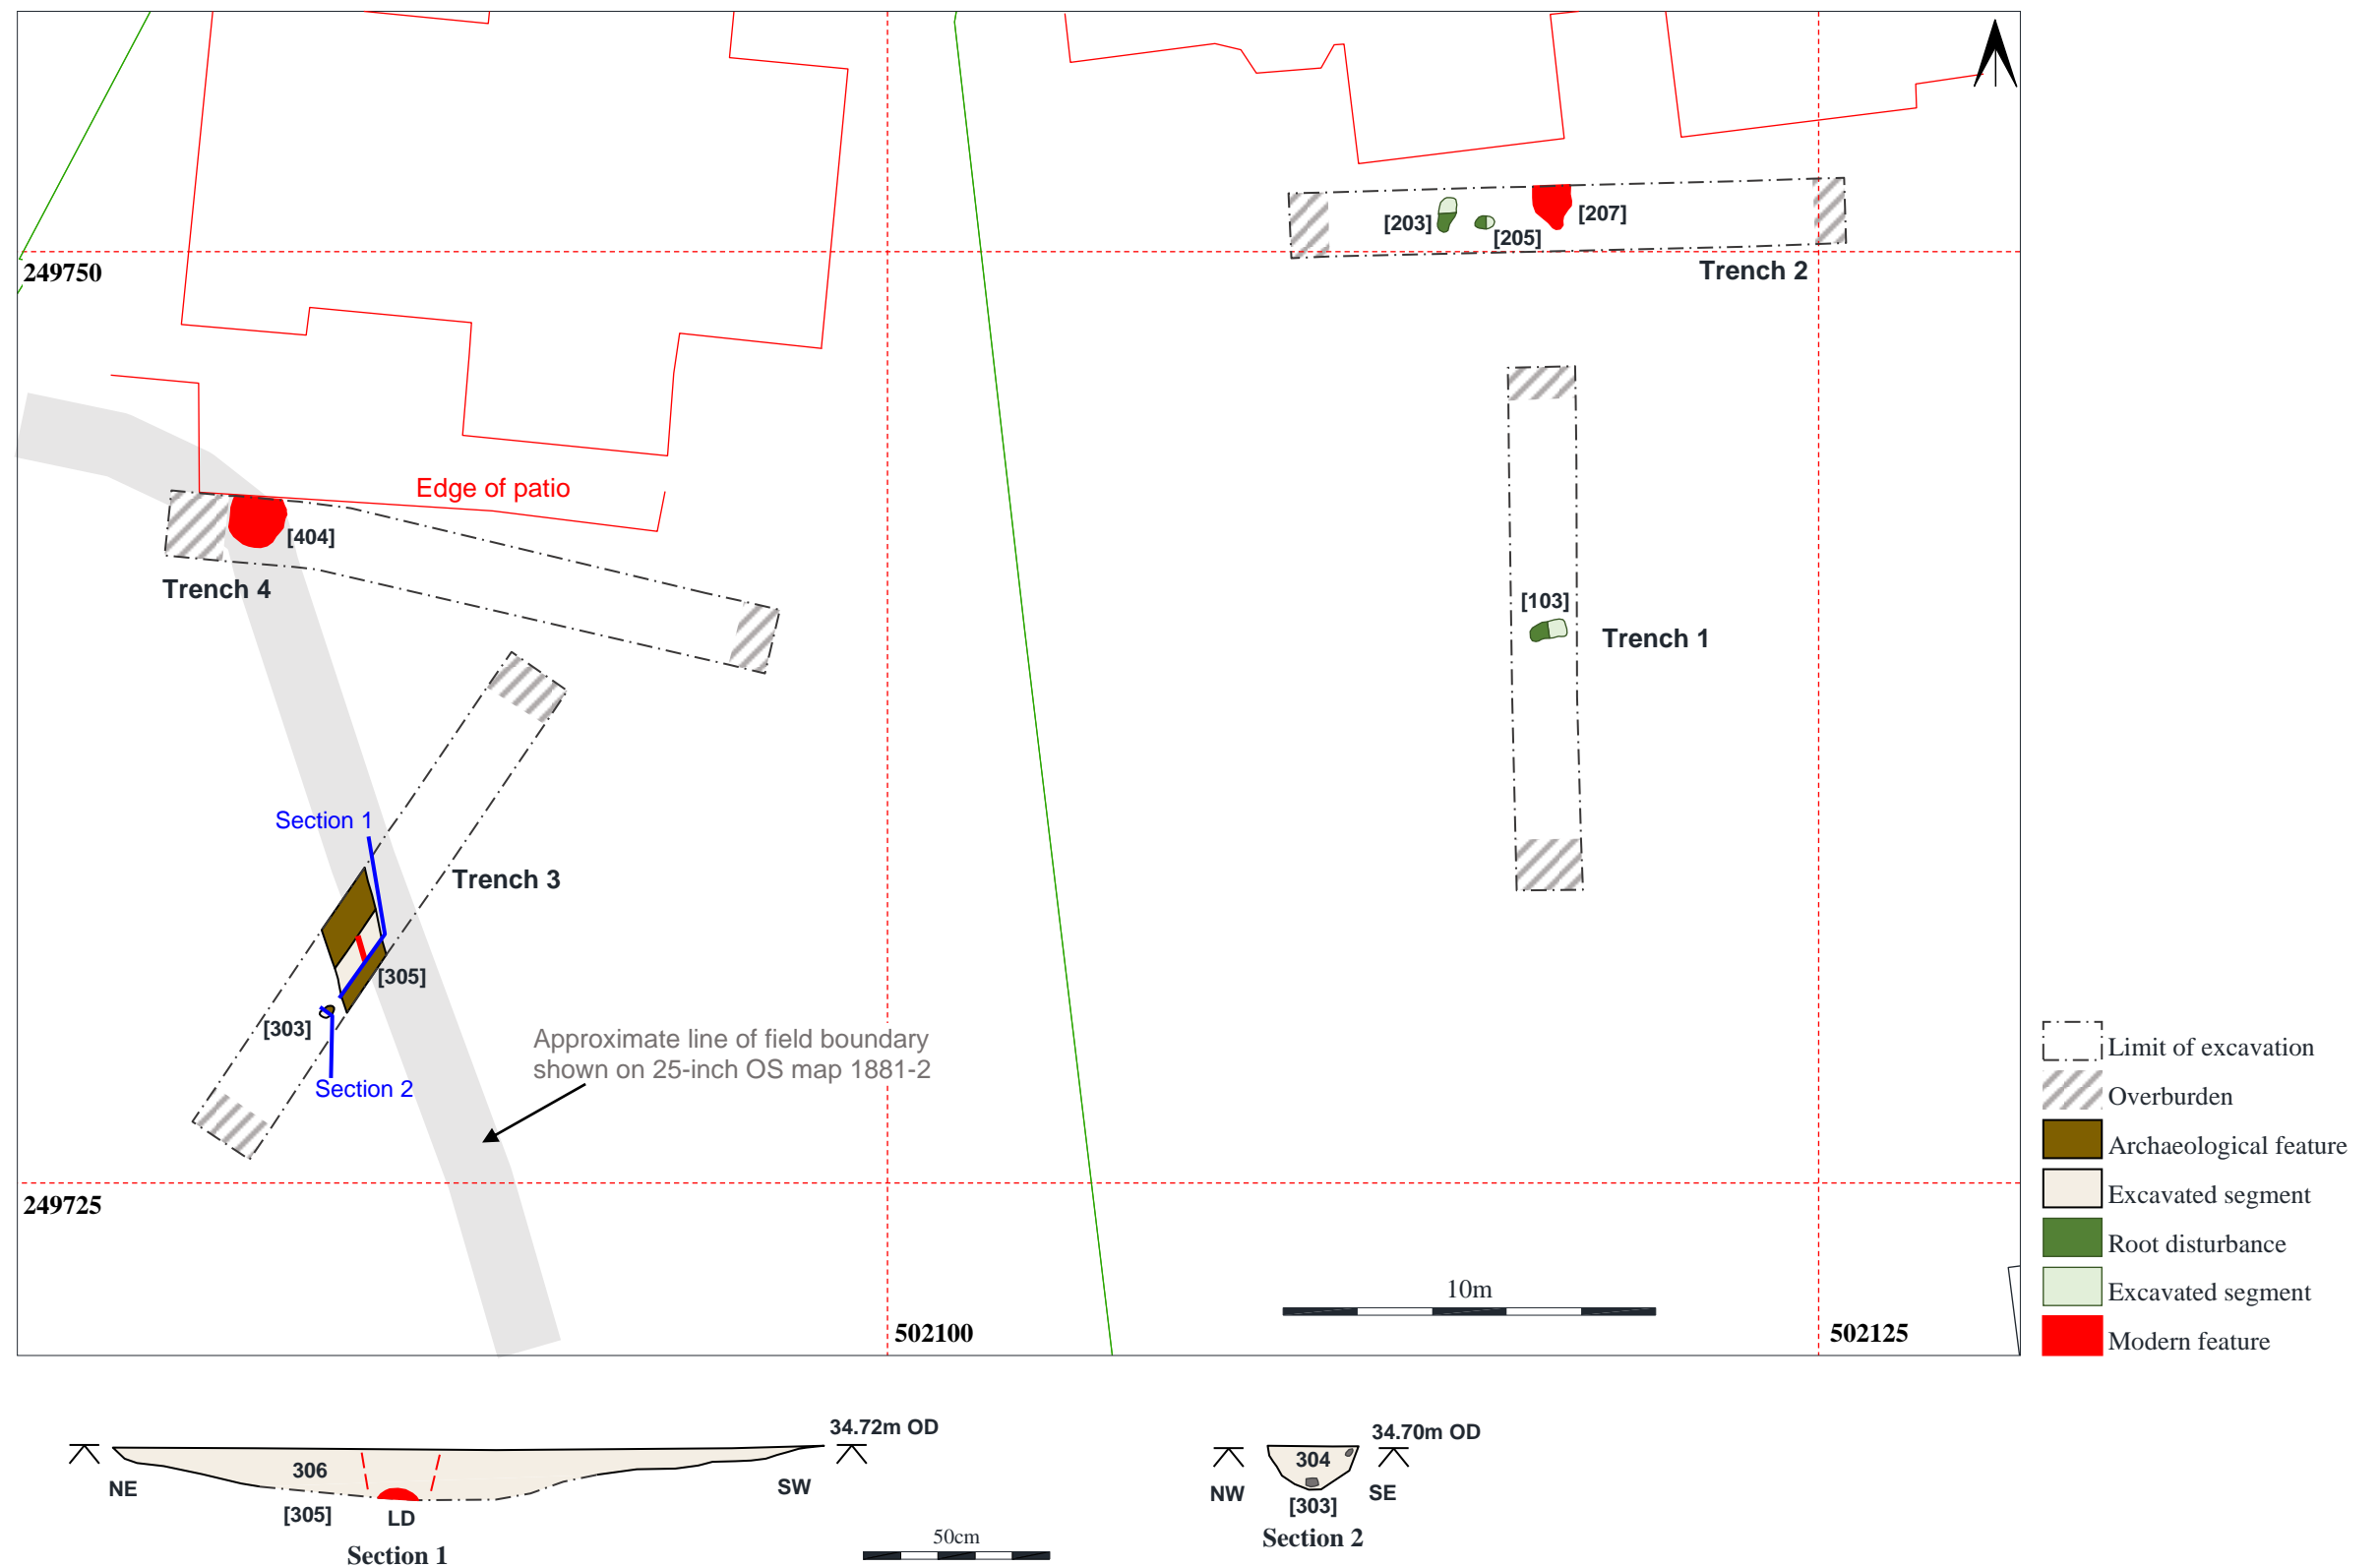 [203]
[205]
[207]
Trench 2
249750
Edge of patio
[404]
Trench 4
[103]
Trench 1
Section 1
Trench 3
[305]
[303]
Section 2
Approximate line of field boundary
shown on 25-inch OS map 1881-2
249725
10m
502100
502125
Limit of excavation
Overburden
Archaeological feature
Excavated segment
Root disturbance
Excavated segment
Modern feature
34.72m OD
306
NE
SW
[305]
LD
Section 1
50cm
34.70m OD
304
NW
SE
[303]
Section 2